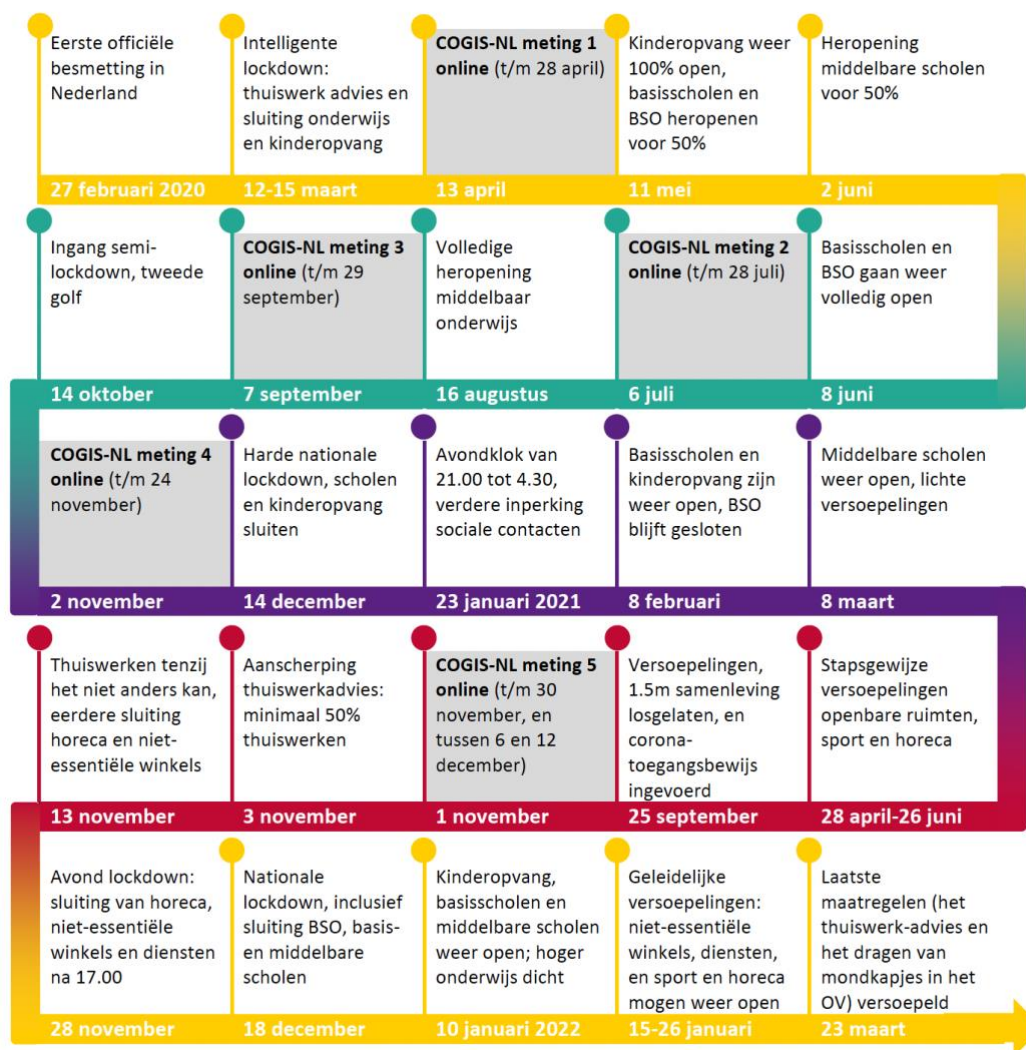 Eerste officiële
besmetting in
Nederland
27 februari 2020
Intelligente
lockdown:
thuiswerk advies en
sluiting onderwijs
en kinderopvang
12-15 maart
COGIS-NL meting 1
online (t/m 28 april)
13 april
Kinderopvang weer
100% open,
basisscholen en
BSO heropenen
voor 50%
11 mei
Heropening
middelbare scholen
voor 50%
2 juni
Basisscholen en
BSO gaan weer
volledig open
8 juni
COGIS-NL meting 2
online (t/m 28 juli)
6 juli
Volledige
heropening
middelbaar
onderwijs
16 augustus
COGIS-NL meting 3
online (t/m 29
september)
7 september
Ingang semi-
lockdown, tweede
golf
14 oktober
COGIS-NL meting 4
online (t/m 24
november)
2 november
Harde nationale
lockdown, scholen
en kinderopvang
sluiten
14 december
Avondklok van
21.00 tot 4.30,
verdere inperking
sociale contacten
23 januari 2021
Basisscholen en
kinderopvang zijn
weer open, BSO
blijft gesloten
8 februari
Middelbare scholen
weer open, lichte
versoepelingen
8 maart
Stapsgewijze
versoepelingen
openbare ruimten,
sport en horeca
28 april-26 juni
Versoepelingen,
1.5m samenleving
losgelaten, en
corona-
toegangsbewijs
ingevoerd
25 september
COGIS-NL meting 5
online (t/m 30
november, en
tussen 6 en 12
december)
1 november
Aanscherping
thuiswerkadvies:
minimaal 50%
thuiswerken
3 november
Thuiswerken tenzij
het niet anders kan,
eerdere sluiting
horeca en niet-
essentiële winkels
13 november
Avond lockdown:
sluiting van horeca,
niet-essentiële
winkels en diensten
na 17.00
28 november
Nationale
lockdown, inclusief
sluiting BSO, basis-
en middelbare
scholen
18 december
Kinderopvang,
basisscholen en
middelbare scholen
weer open; hoger
onderwijs dicht
10 januari 2022
Geleidelijke
versoepelingen:
niet-essentiële
winkels, diensten,
en sport en horeca
mogen weer open
15-26 januari
Laatste
maatregelen (het
thuiswerk-advies en
het dragen van
mondkapjes in het
OV) versoepeld
23 maart